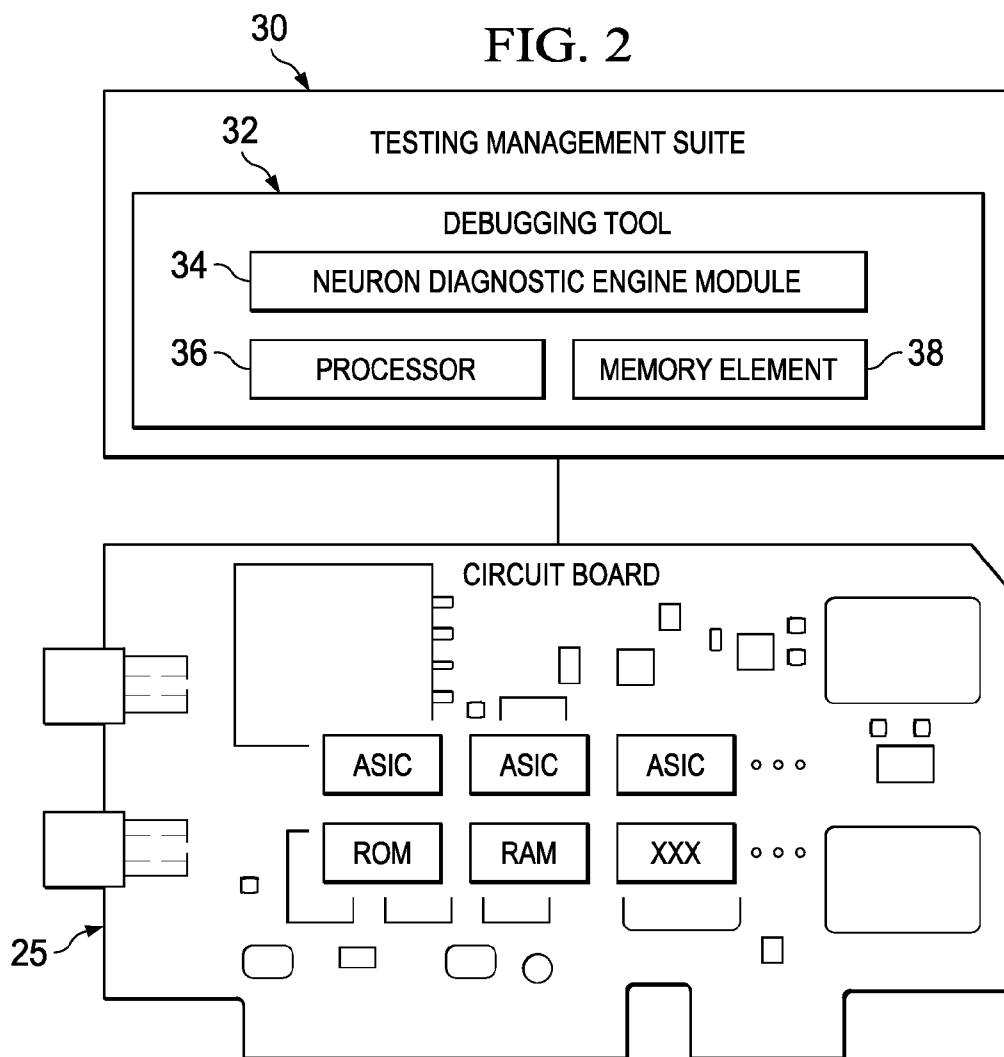 FIG. 2
30
TESTING MANAGEMENT SUITE
32
DEBUGGING TOOL
34
NEURON DIAGNOSTIC ENGINE MODULE
36
PROCESSOR
MEMORY ELEMENT
38
CIRCUIT BOARD
ASIC
ASIC
ASIC
ROM
RAM
XXX
25